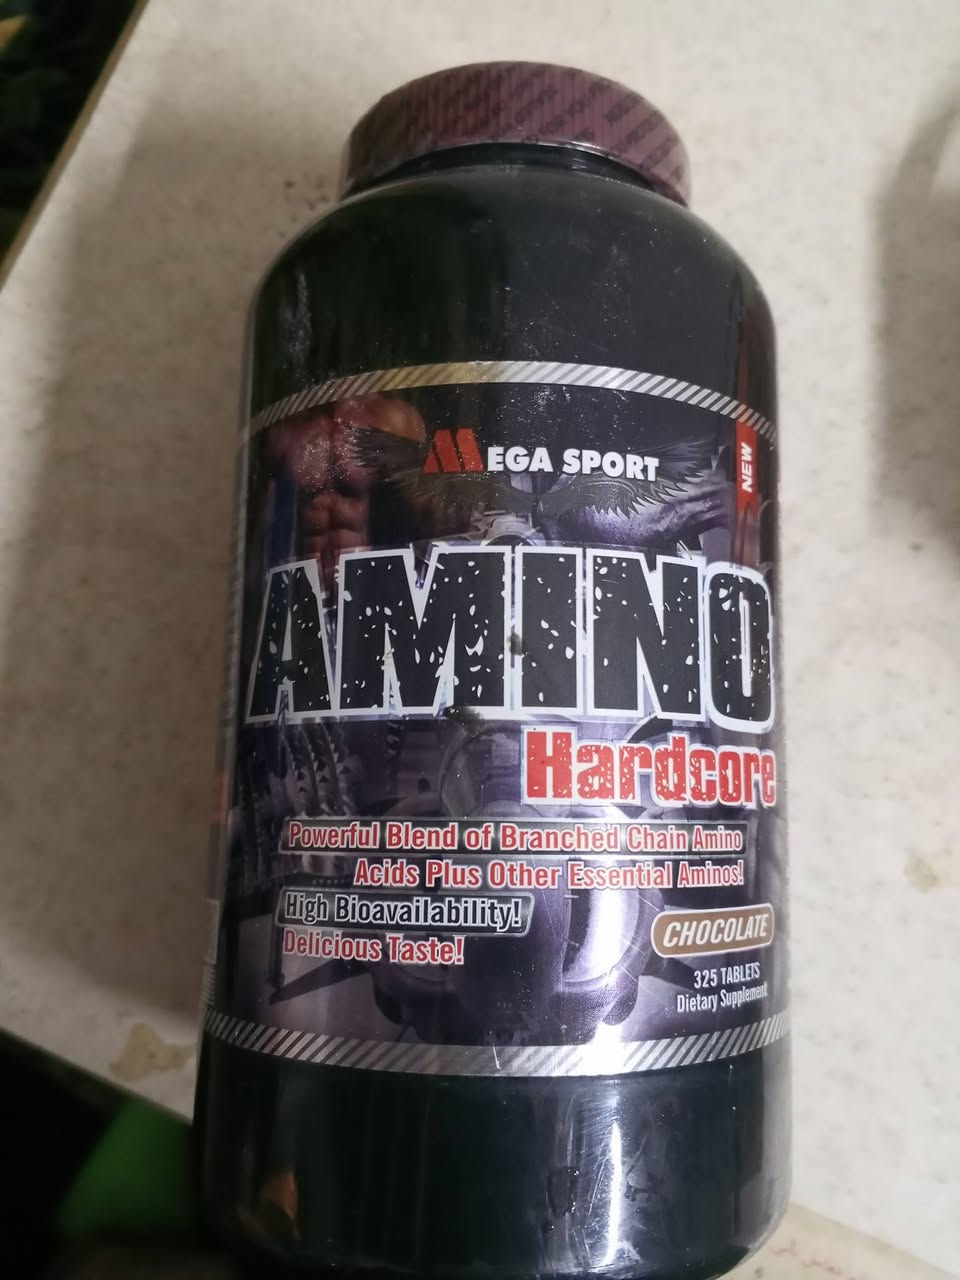 MEGA SPORT
NEW
AMINO
Hardcore
Powerful Blend of Branched Chain Amino
Acids Plus Other Essential Aminos!
High Bioavailability!
Delicious Taste!
CHOCOLATE
325 TABLETS
Dietary Supplement